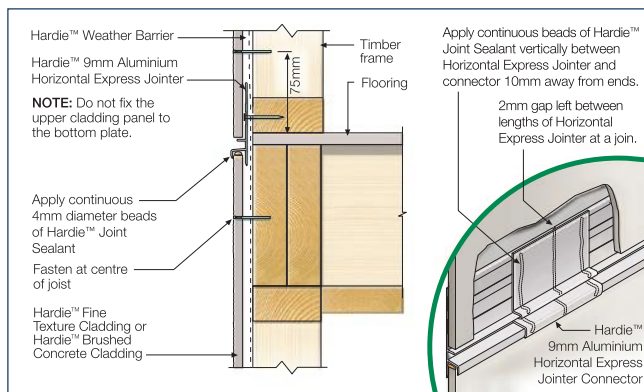 Hardie™ Weather Barrier
Hardie™ 9mm Aluminium
Horizontal Express Jointer
NOTE: Do not fix the
upper cladding panel to
the bottom plate.
Apply continuous
4mm diameter beads
of Hardie™ Joint
Sealant
Fasten at centre
of joist
Hardie™ Fine
Texture Cladding or
Hardie™ Brushed
Concrete Cladding
75mm
Timber
frame
Flooring
Apply continuous beads of Hardie™
Joint Sealant vertically between
Horizontal Express Jointer and
connector 10mm away from ends.
2mm gap left between
lengths of Horizontal
Express Jointer at a join.
Hardie™
9mm Aluminium
Horizontal Express
Jointer Connector